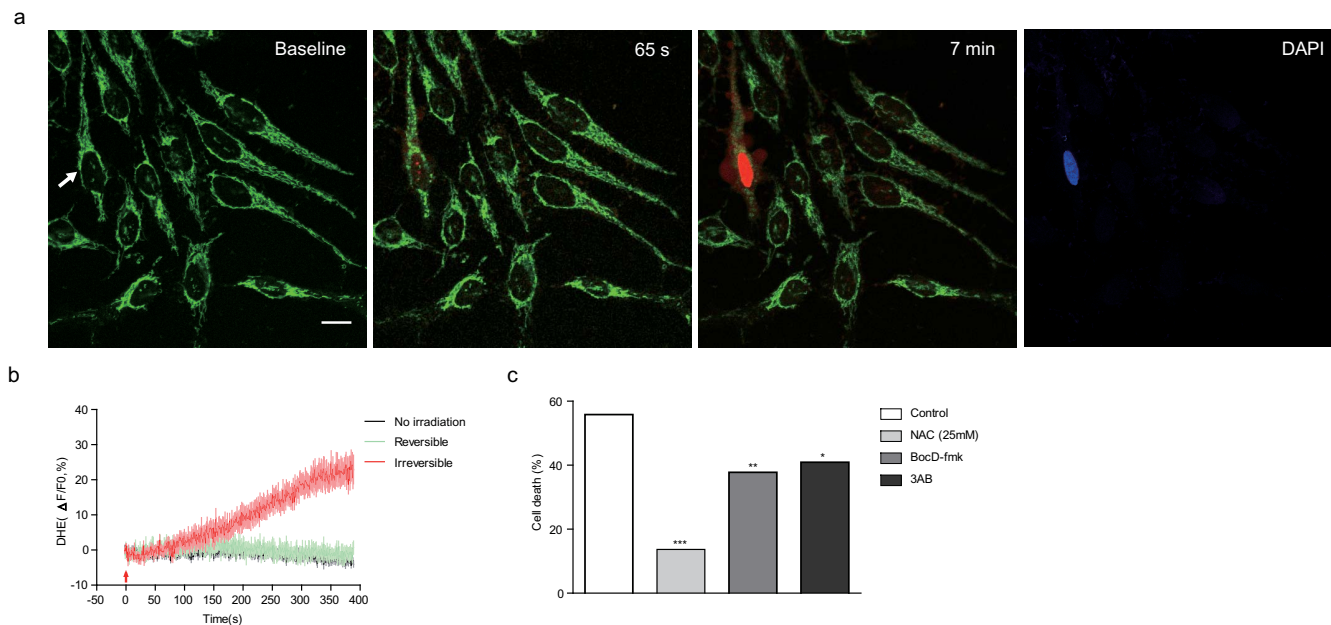 a
Baseline
65 s
7 min
DAPI
b
DHE( ΔF/F0,%)
40
30
20
10
0
-10
-50 0 50 100 150 200 250 300 350 400
Time(s)
No irradiation
Reversible
Irreversible
c
Cell death (%)
60
40
20
0
***
**
*
Control
NAC (25mM)
BocD-fmk
3AB